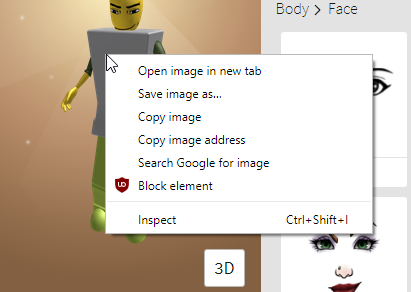 Body > Face
Open image in new tab
Save image as...
Copy image
Copy image address
Search Google for image
Block element
Inspect Ctrl+Shift+I
3D